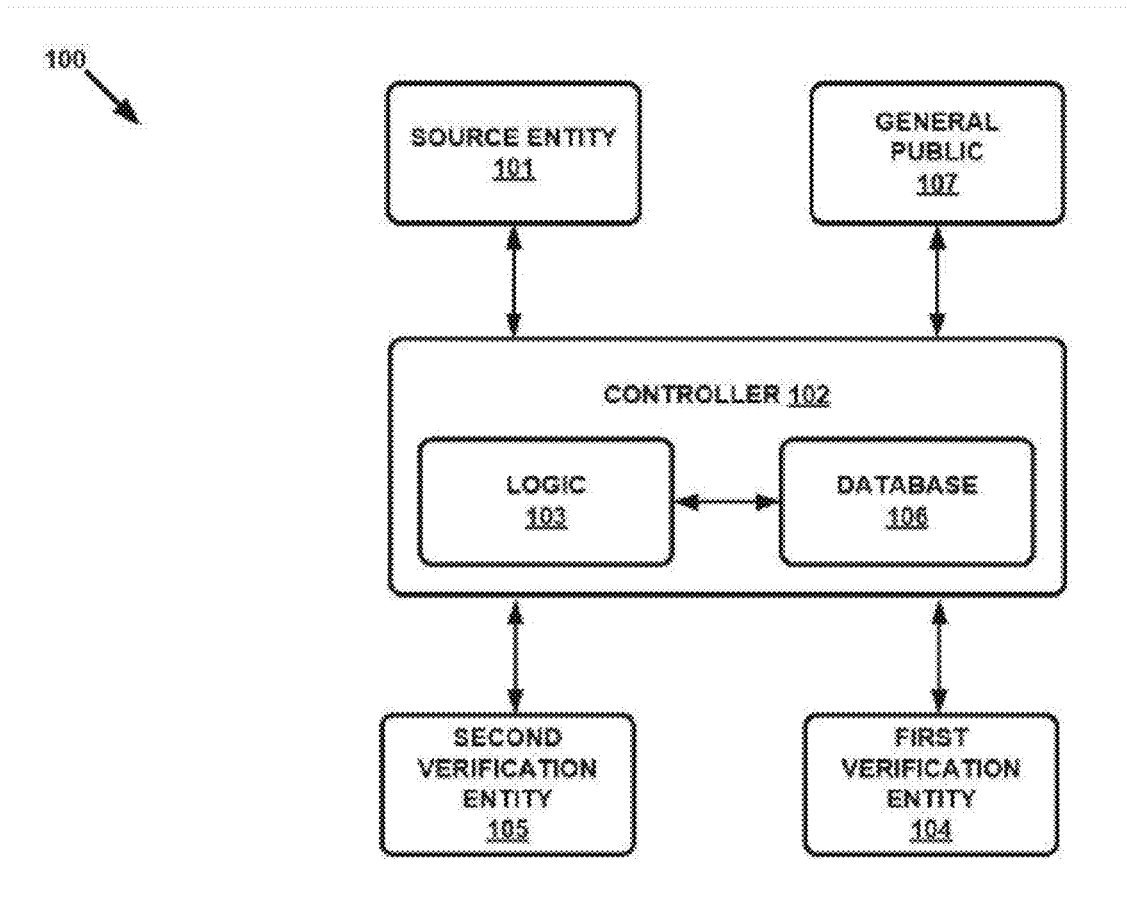 100
SOURCE ENTITY
101
GENERAL
PUBLIC
107
CONTROLLER 102
LOGIC
103
DATABASE
106
SECOND
VERIFICATION
ENTITY
105
FIRST
VERIFICATION
ENTITY
104